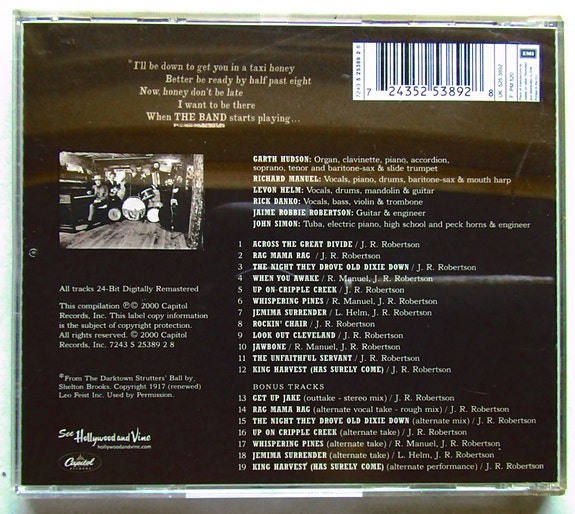 "I'll be down to get you in a taxi honey
Better be ready by half past eight
Now, honey don't be late
I want to be there
When THE BAND starts playing...
7243 5 25389 2 8
7 24352 53892 8
UK: 525 3892
F: PM 520
EMI
GARTH HUDSON: Organ, clavinette, piano, accordion,
soprano, tenor and baritone-sax & slide trumpet
RICHARD MANUEL: Vocals, piano, drums, baritone-sax & mouth harp
LEVON HELM: Vocals, drums, mandolin & guitar
RICK DANKO: Vocals, bass, violin & trombone
JAIME ROBBIE ROBERTSON: Guitar & engineer
JOHN SIMON: Tuba, electric piano, high school and peck horns & engineer
1 ACROSS THE GREAT DIVIDE / J. R. Robertson
2 RAG MAMA RAG / J. R. Robertson
3 THE NIGHT THEY DROVE OLD DIXIE DOWN / J. R. Robertson
4 WHEN YOU AWAKE / R. Manuel, J. R. Robertson
5 UP ON CRIPPLE CREEK / J. R. Robertson
6 WHISPERING PINES / R. Manuel, J. R. Robertson
7 JEMIMA SURRENDER / L. Helm, J. R. Robertson
8 ROCKIN' CHAIR / J. R. Robertson
9 LOOK OUT CLEVELAND / J. R. Robertson
10 JAWBONE / R. Manuel, J. R. Robertson
11 THE UNFAITHFUL SERVANT / J. R. Robertson
12 KING HARVEST (HAS SURELY COME) / J. R. Robertson
BONUS TRACKS
13 GET UP JAKE (outtake - stereo mix) / J. R. Robertson
14 RAG MAMA RAG (alternate vocal take - rough mix) / J. R. Robertson
15 THE NIGHT THEY DROVE OLD DIXIE DOWN (alternate mix) / J. R. Robertson
16 UP ON CRIPPLE CREEK (alternate take) / J. R. Robertson
17 WHISPERING PINES (alternate take) / R. Manuel, J. R. Robertson
18 JEMIMA SURRENDER (alternate take) / L. Helm, J. R. Robertson
19 KING HARVEST (HAS SURELY COME) (alternate performance) / J. R. Robertson
All tracks 24-Bit Digitally Remastered
This compilation ℗© 2000 Capitol
Records, Inc. This label copy information
is the subject of copyright protection.
All rights reserved. © 2000 Capitol
Records, Inc. 7243 5 25389 2 8
*From The Darktown Strutters' Ball by
Shelton Brooks. Copyright 1917 (renewed)
Leo Feist Inc. Used by Permission.
See Hollywood and Vine
hollywoodandvine.com
Capitol
RECORDS